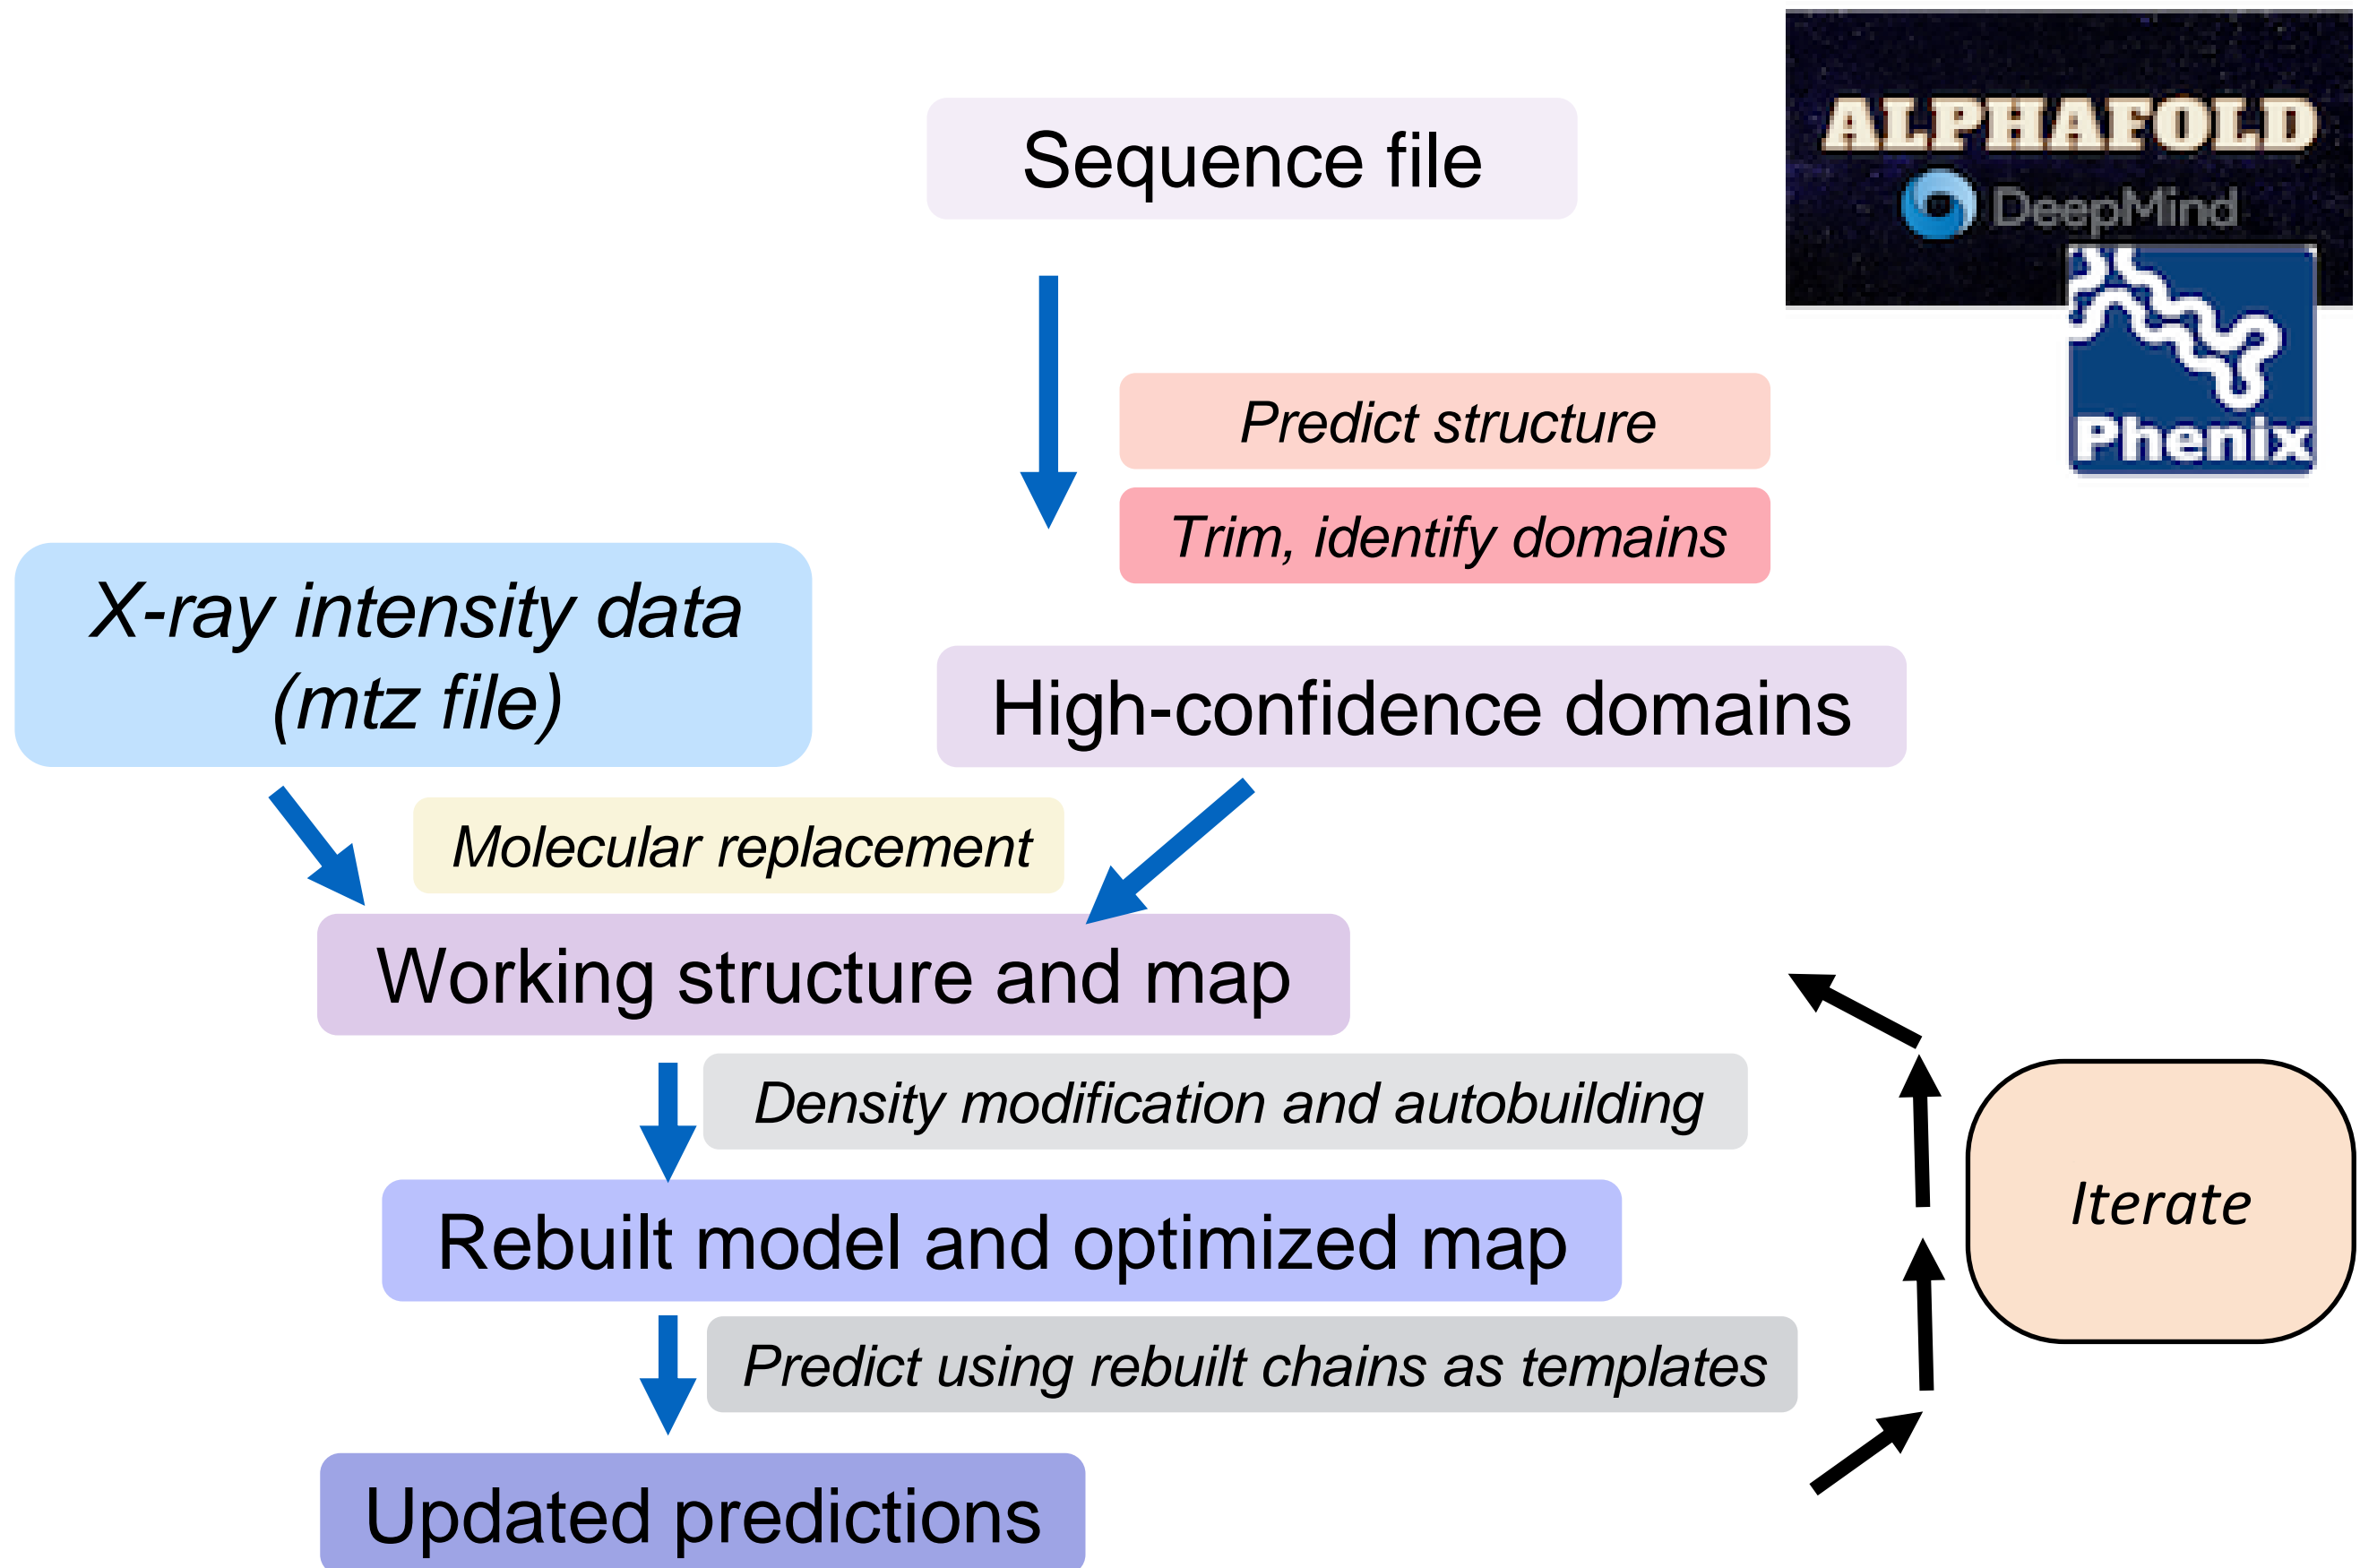 Sequence file
ALPHAFOLD
DeepMind
Phenix
Predict structure
Trim, identify domains
X-ray intensity data
(mtz file)
High-confidence domains
Molecular replacement
Working structure and map
Density modification and autobuilding
Rebuilt model and optimized map
Iterate
Predict using rebuilt chains as templates
Updated predictions